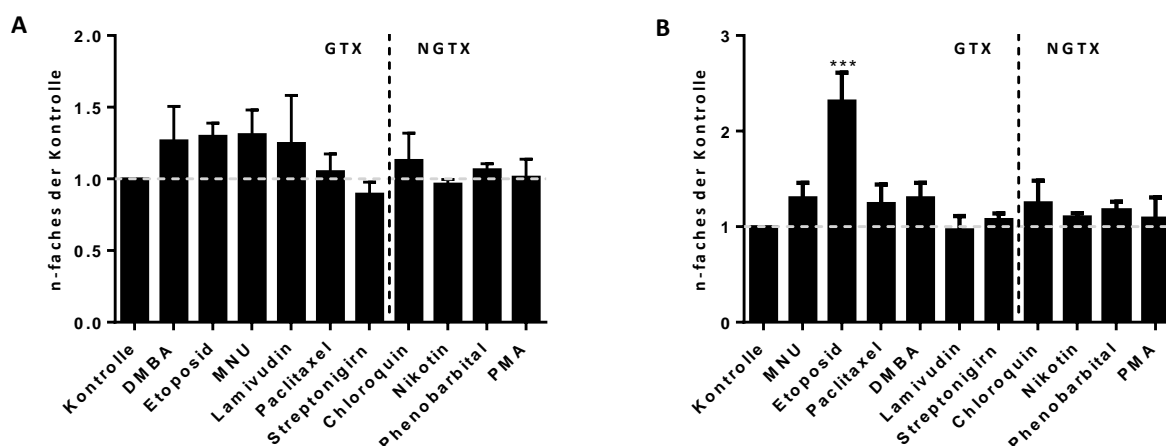 A
n-faches der Kontrolle
2.0
1.5
1.0
0.5
0.0
GTX
NGTX
Kontrolle
DMBA
Etoposid
MNU
Lamivudin
Paclitaxel
Streptonigirn
Chloroquin
Nikotin
Phenobarbital
PMA
B
n-faches der Kontrolle
3
2
1
0
***
GTX
NGTX
Kontrolle
MNU
Etoposid
Paclitaxel
DMBA
Lamivudin
Streptonigirn
Chloroquin
Nikotin
Phenobarbital
PMA